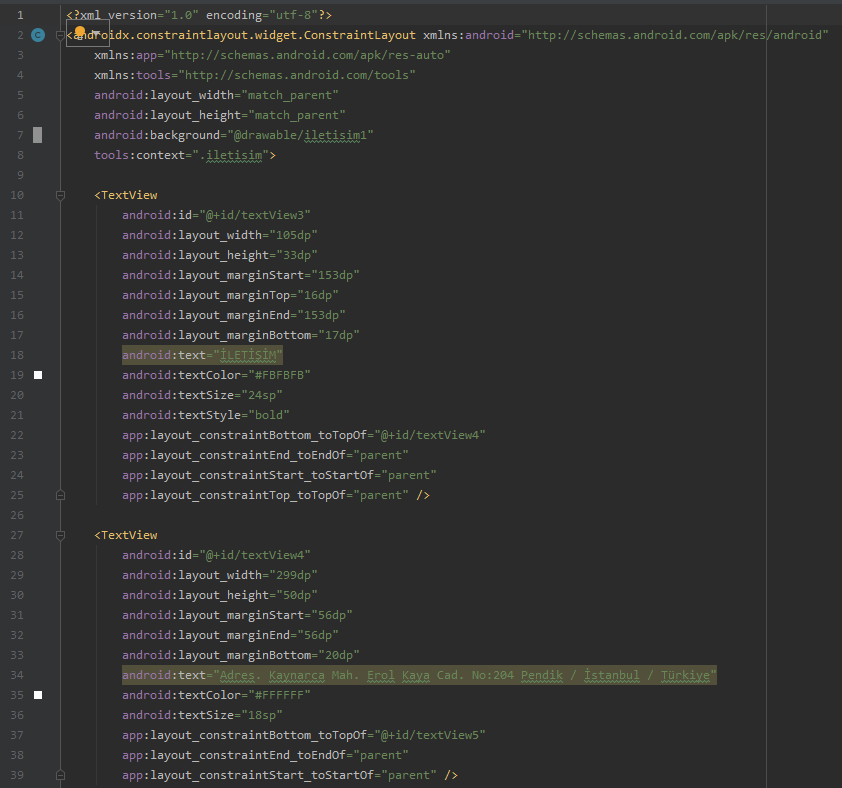 1 <?xml version="1.0" encoding="utf-8"?>
2 <androidx.constraintlayout.widget.ConstraintLayout xmlns:android="http://schemas.android.com/apk/res/android"
3 xmlns:app="http://schemas.android.com/apk/res-auto"
4 xmlns:tools="http://schemas.android.com/tools"
5 android:layout_width="match_parent"
6 android:layout_height="match_parent"
7 android:background="@drawable/iletisim1"
8 tools:context=".iletisim">
9
10 <TextView
11 android:id="@+id/textView3"
12 android:layout_width="105dp"
13 android:layout_height="33dp"
14 android:layout_marginStart="153dp"
15 android:layout_marginTop="16dp"
16 android:layout_marginEnd="153dp"
17 android:layout_marginBottom="17dp"
18 android:text="İLETİŞİM"
19 android:textColor="#FBFBFB"
20 android:textSize="24sp"
21 android:textStyle="bold"
22 app:layout_constraintBottom_toTopOf="@+id/textView4"
23 app:layout_constraintEnd_toEndOf="parent"
24 app:layout_constraintStart_toStartOf="parent"
25 app:layout_constraintTop_toTopOf="parent" />
26
27 <TextView
28 android:id="@+id/textView4"
29 android:layout_width="299dp"
30 android:layout_height="50dp"
31 android:layout_marginStart="56dp"
32 android:layout_marginEnd="56dp"
33 android:layout_marginBottom="20dp"
34 android:text="Adres. Kaynarca Mah. Erol Kaya Cad. No:204 Pendik / İstanbul / Türkiye"
35 android:textColor="#FFFFFF"
36 android:textSize="18sp"
37 app:layout_constraintBottom_toTopOf="@+id/textView5"
38 app:layout_constraintEnd_toEndOf="parent"
39 app:layout_constraintStart_toStartOf="parent" />